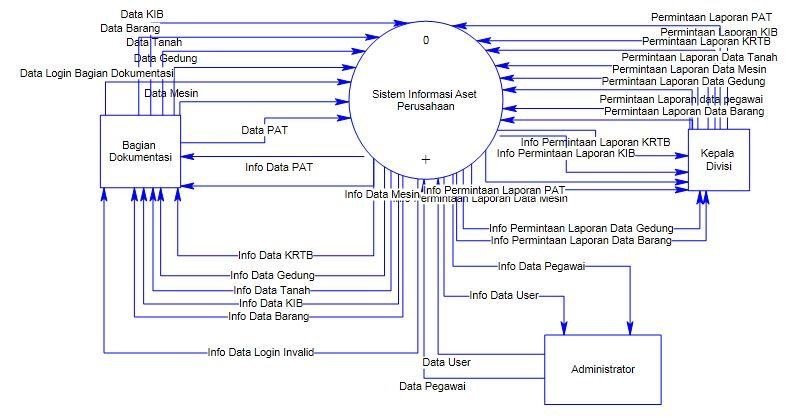 Data KIB
Data Barang
Data Tanah
Data Gedung
Data Login Bagian Dokumentasi
Data Mesin
Data PAT
Info Data PAT
Bagian
Dokumentasi
0
Sistem Informasi Aset
Perusahaan
+
Permintaan Laporan PAT
Permintaan Laporan KIB
Permintaan Laporan KRTB
Permintaan Laporan Data Tanah
Permintaan Laporan Data Mesin
Permintaan Laporan Data Gedung
Permintaan Laporan data pegawai
Permintaan Laporan Data Barang
Kepala
Divisi
Info Permintaan Laporan KRTB
Info Permintaan Laporan KIB
Info Data Mesin
Info Permintaan Laporan PAT
Info Permintaan Laporan Data Mesin
Info Permintaan Laporan Data Gedung
Info Permintaan Laporan Data Barang
Info Data KRTB
Info Data Gedung
Info Data Tanah
Info Data KIB
Info Data Barang
Info Data Login Invalid
Info Data Pegawai
Info Data User
Data User
Data Pegawai
Administrator